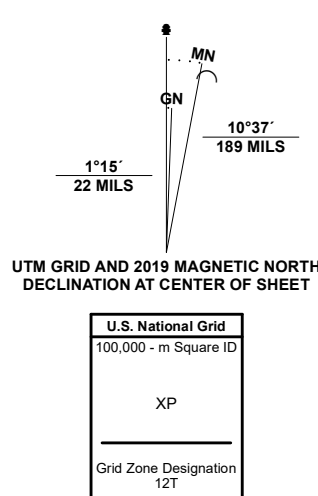 MN
GN
10°37´
189 MILS
1°15´
22 MILS
UTM GRID AND 2019 MAGNETIC NORTH
DECLINATION AT CENTER OF SHEET
U.S. National Grid
100,000 - m Square ID
XP
Grid Zone Designation
12T